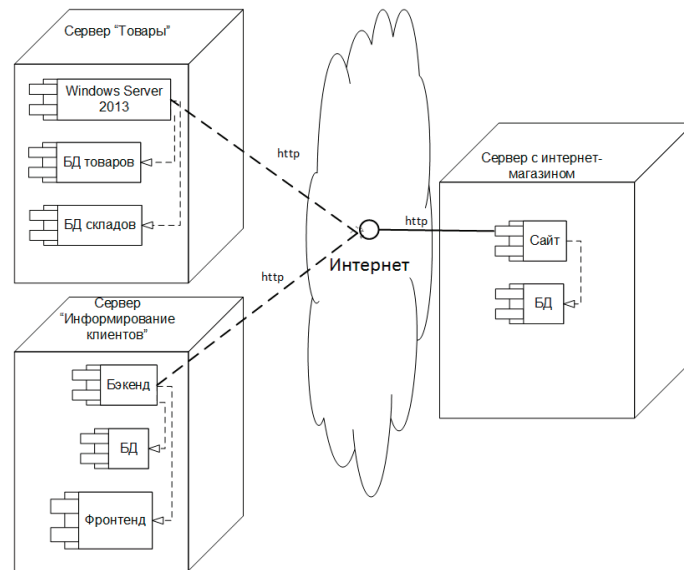 Сервер “Товары”
Windows Server
2013
БД товаров
БД складов
http
Интернет
http
http
Сервер с интернет-
магазином
Сайт
БД
Сервер
“Информирование
клиентов”
Бэкенд
БД
Фронтенд